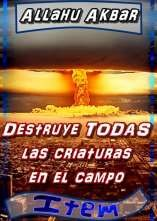 Allahu Akbar
Destruye TODAS
las criaturas
en el campo
Item